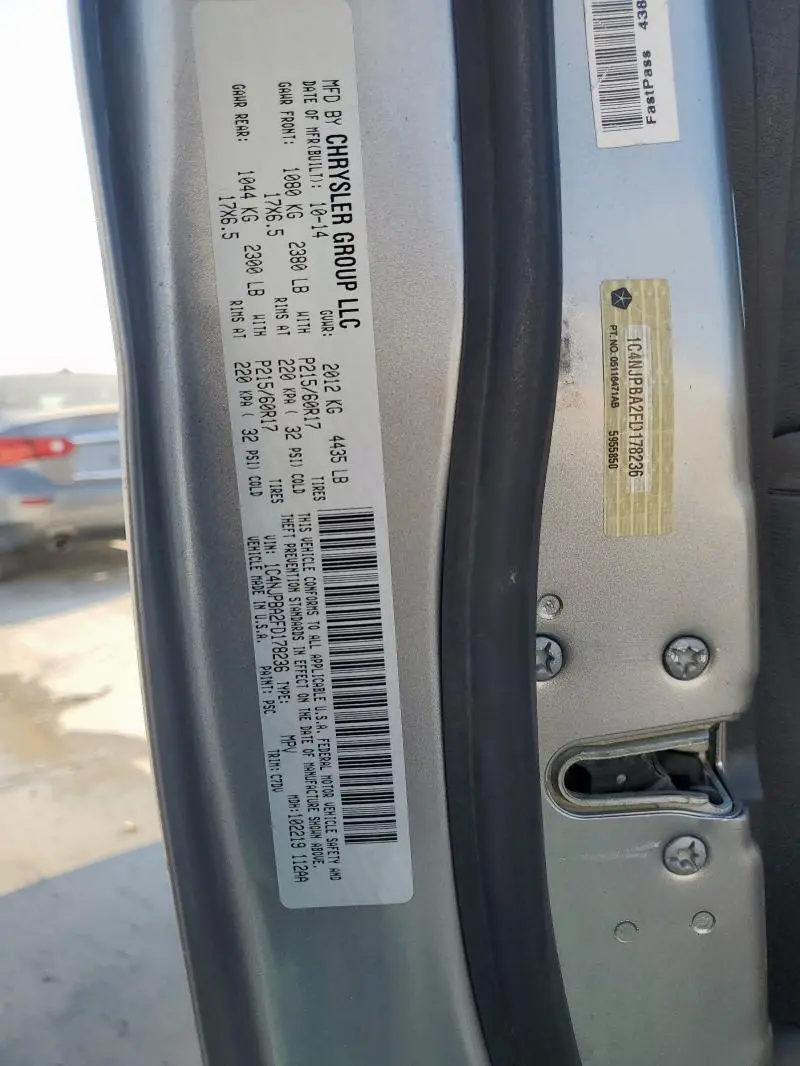 MFD BY CHRYSLER GROUP LLC
DATE OF MFR(BUILT): 10-14 GVWR: 2012 KG 4435 LB
GAWR FRONT: 1080 KG 2380 LB WITH P215/60R17 TIRES
17X6.5 RIMS AT 220 KPA( 32 PSI) COLD
GAWR REAR: 1044 KG 2300 LB WITH P215/60R17 TIRES
17X6.5 RIMS AT 220 KPA( 32 PSI) COLD
THIS VEHICLE CONFORMS TO ALL APPLICABLE U.S.A. FEDERAL MOTOR VEHICLE SAFETY AND
THEFT PREVENTION STANDARDS IN EFFECT ON THE DATE OF MANUFACTURE SHOWN ABOVE.
VIN: 1C4NJPBA2FD178236 TYPE: MPV MDH:102219 112AA
VEHICLE MADE IN U.S.A. PAINT: PSC TRIM: C7DV
FastPass 438
1C4NJPBA2FD178236
PT. NO. 05116471AB 5955850